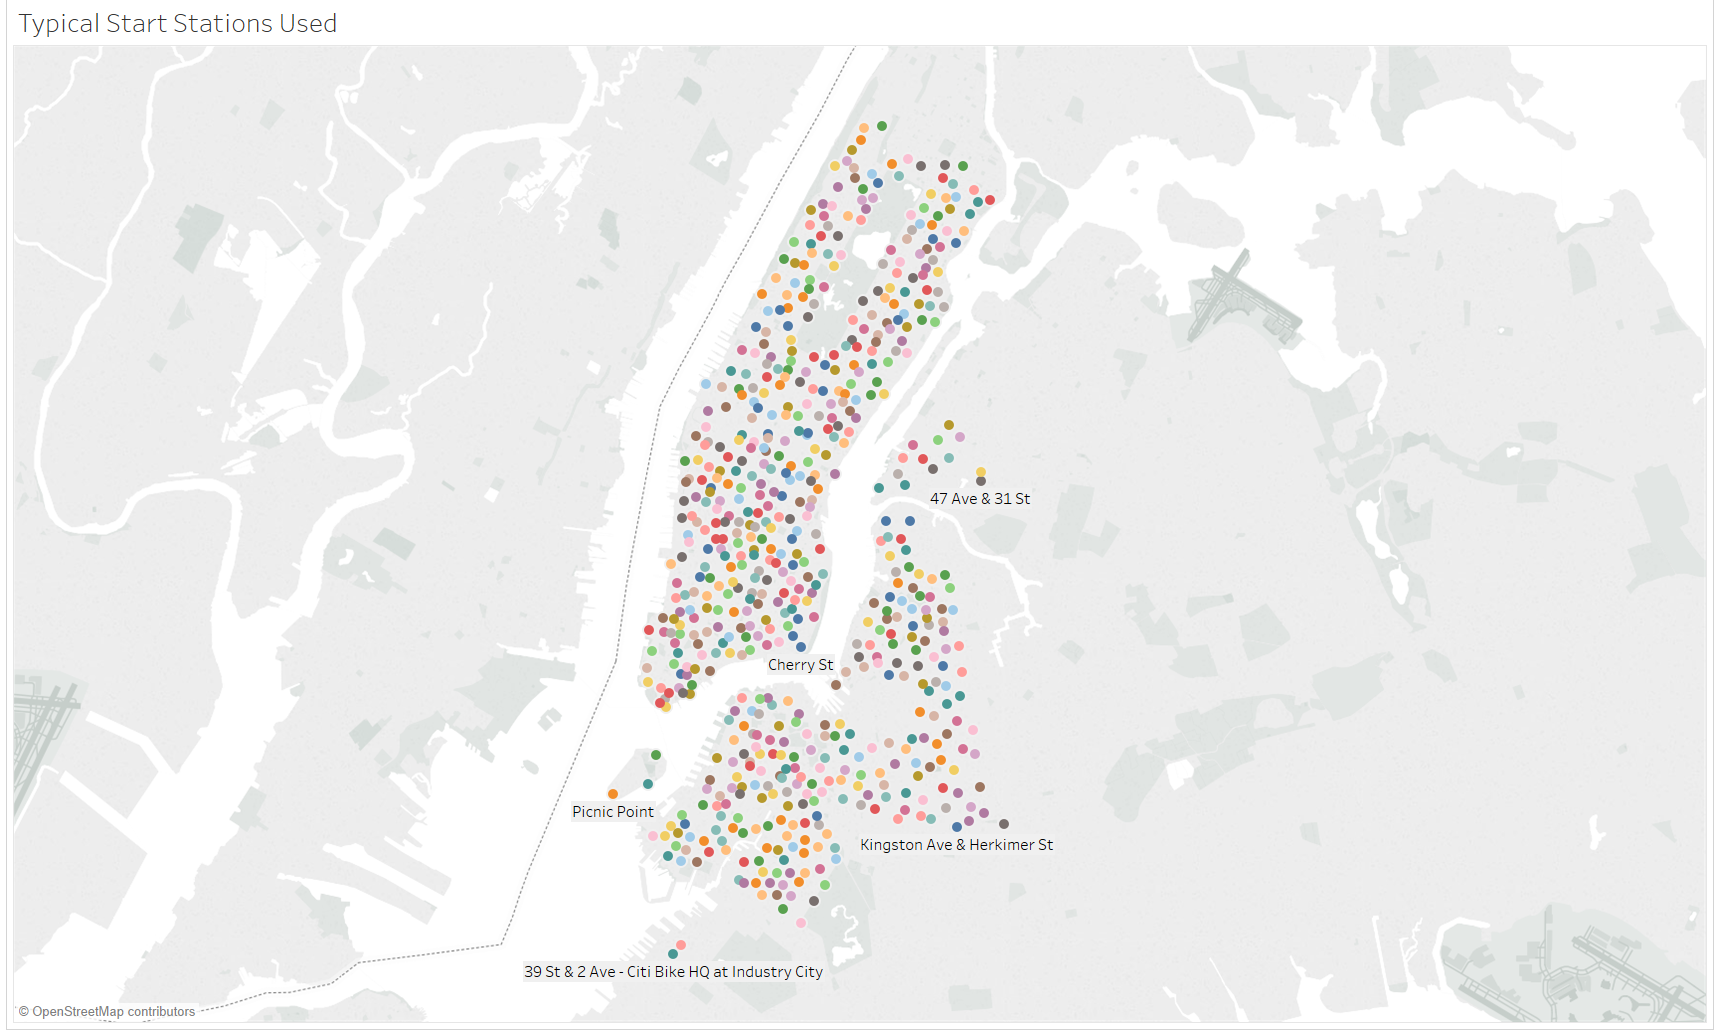 Typical Start Stations Used
47 Ave & 31 St
Cherry St
Picnic Point
Kingston Ave & Herkimer St
39 St & 2 Ave - Citi Bike HQ at Industry City
© OpenStreetMap contributors